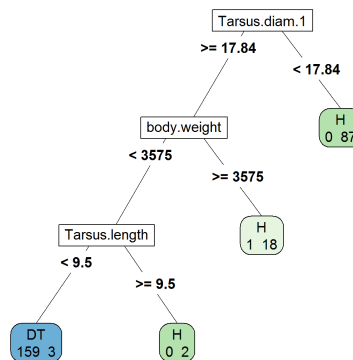 Tarsus.diam.1
>= 17.84
< 17.84
H
0 87
body.weight
< 3575
>= 3575
H
1 18
Tarsus.length
< 9.5
>= 9.5
DT
159 3
H
0 2